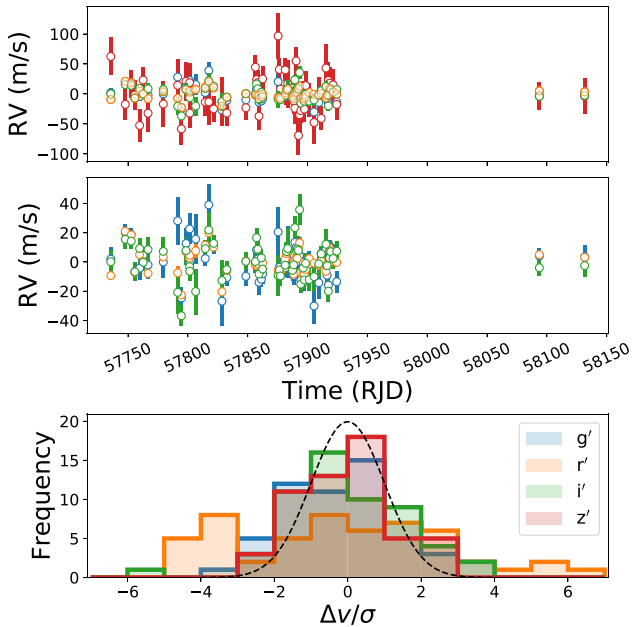 100
50
0
−50
−100
RV (m/s)
40
20
0
−20
−40
RV (m/s)
57750 57800 57850 57900 57950 58000 58050 58100 58150
Time (RJD)
20
15
10
5
0
Frequency
g′
r′
i′
z′
−6 −4 −2 0 2 4 6
Δv/σ